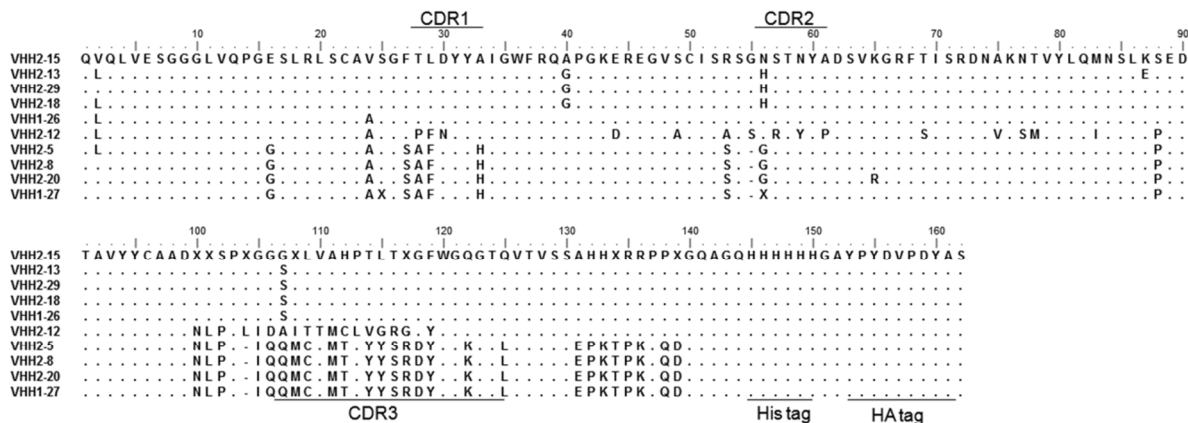 CDR1 CDR2
10 20 30 40 50 60 70 80 90
VHH2-15 QVQLVESGGGLVQPGESLRLSCAVSGFTLDYYAIGWFRQAPGKEREGVSCISRSGNSTNYADSVKGRFTISRDNAKNTVYLQMNSLKSED
VHH2-13 .L.....................................G...............H..............................E...
VHH2-29 .......................................G...............H..................................
VHH2-18 .L.....................................G...............H..................................
VHH1-26 .L.....................A..................................................................
VHH2-12 .......................A...PFN.............D....A...A.S.R.Y.P.......S.....V.SM....I....P..
VHH2-5 .L.............G.......A..SAF...H...................S.-G...............................P..
VHH2-8 ...............G.......A..SAF...H...................S.-G...............................P..
VHH2-20 ...............G.......A..SAF...H...................S.-G........R......................P..
VHH1-27 ...............G.......AX.SAF...H...................S.-X...............................P..
100 110 120 130 140 150 160
VHH2-15 TAVYYCAADXXSPXGGGXLVAHPTLTXGFWGQGTQVTVSSAHHXRRPPXGQAGQHHHHHHGAYPYDVPDYAS
VHH2-13 ................S.......................................................
VHH2-29 ................S.......................................................
VHH2-18 ................S.......................................................
VHH1-26 ................S.......................................................
VHH2-12 .........NLP.LIDAITTMCLVGRG.Y...........................................
VHH2-5 .........NLP.-IQQMC.MT.YYSRDY..K..L.....EPKTPK.QD.......................
VHH2-8 .........NLP.-IQQMC.MT.YYSRDY..K..L.....EPKTPK.QD.......................
VHH2-20 .........NLP.-IQQMC.MT.YYSRDY..K..L.....EPKTPK.QD.......................
VHH1-27 .........NLP.-IQQMC.MT.YYSRDY..K..L.....EPKTPK.QD.......................
CDR3 His tag HA tag